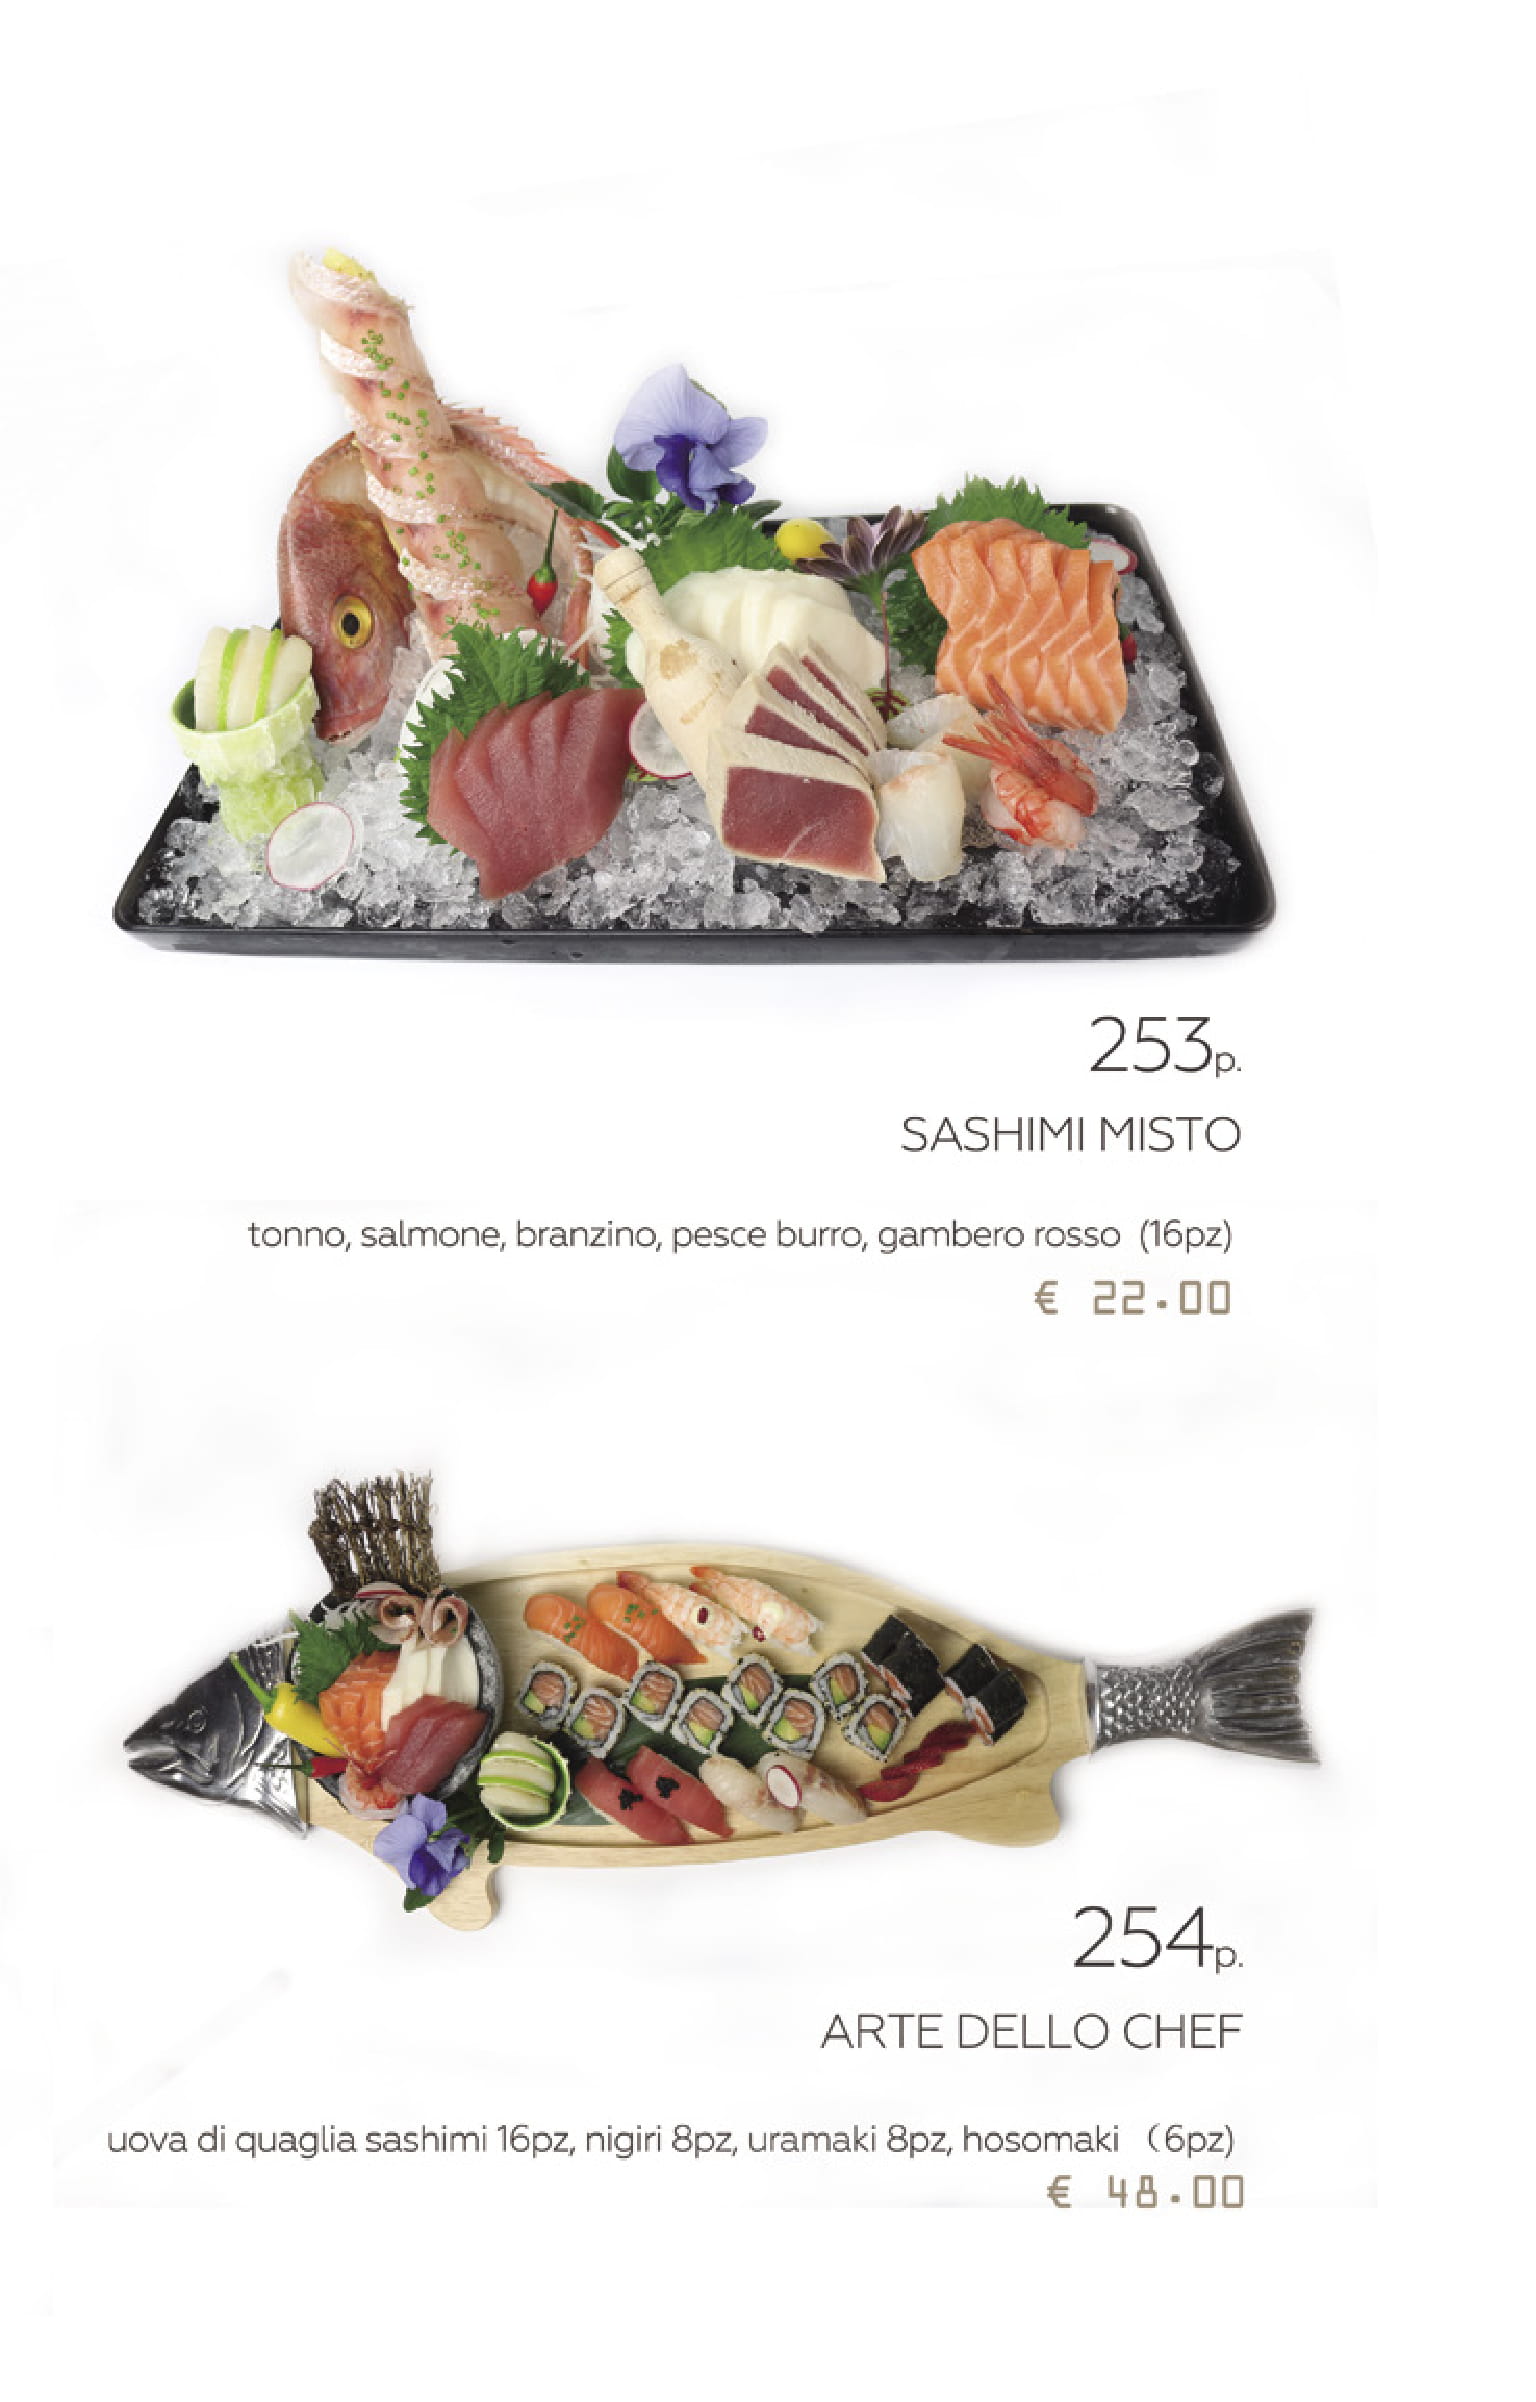 253p.
SASHIMI MISTO
tonno, salmone, branzino, pesce burro, gambero rosso (16pz)
€ 22.00
254p.
ARTE DELLO CHEF
uova di quaglia sashimi 16pz, nigiri 8pz, uramaki 8pz, hosomaki （6pz)
€ 48.00